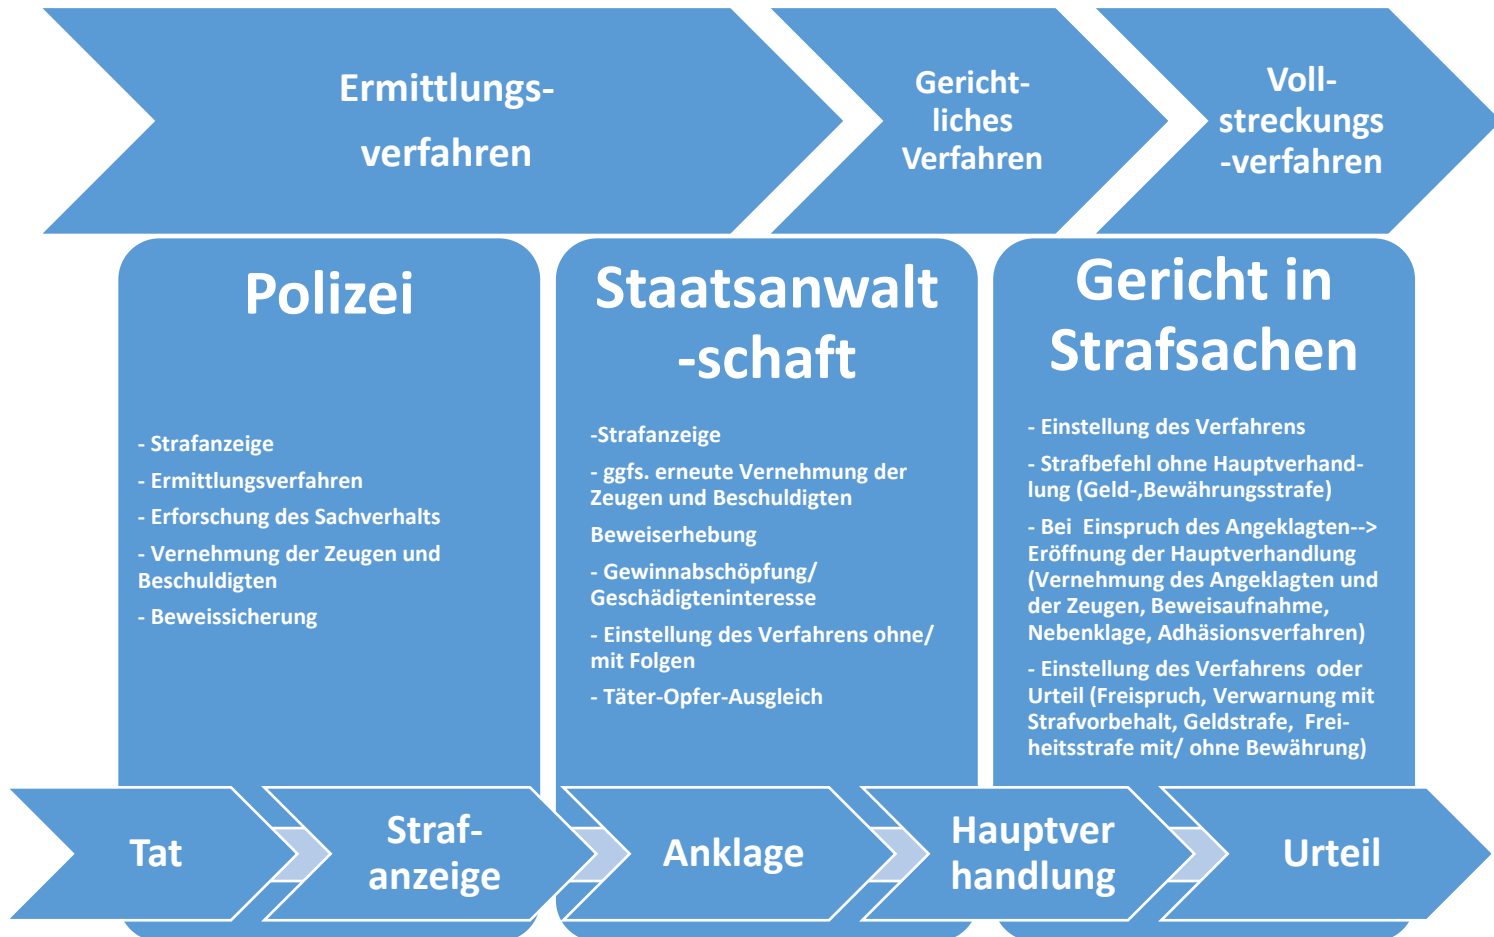 Ermittlungs-
verfahren
Gericht-
liches
Verfahren
Voll-
streckungs
-verfahren
Polizei
- Strafanzeige
- Ermittlungsverfahren
- Erforschung des Sachverhalts
- Vernehmung der Zeugen und
Beschuldigten
- Beweissicherung
Staatsanwalt
-schaft
-Strafanzeige
- ggfs. erneute Vernehmung der
Zeugen und Beschuldigten
Beweiserhebung
- Gewinnabschöpfung/
Geschädigteninteresse
- Einstellung des Verfahrens ohne/
mit Folgen
- Täter-Opfer-Ausgleich
Gericht in
Strafsachen
- Einstellung des Verfahrens
- Strafbefehl ohne Hauptverhand-
lung (Geld-,Bewährungsstrafe)
- Bei  Einspruch des Angeklagten-->
Eröffnung der Hauptverhandlung
(Vernehmung des Angeklagten und
der Zeugen, Beweisaufnahme,
Nebenklage, Adhäsionsverfahren)
- Einstellung des Verfahrens  oder
Urteil (Freispruch, Verwarnung mit
Strafvorbehalt, Geldstrafe,  Frei-
heitsstrafe mit/ ohne Bewährung)
Tat
Straf-
anzeige
Anklage
Hauptver
handlung
Urteil